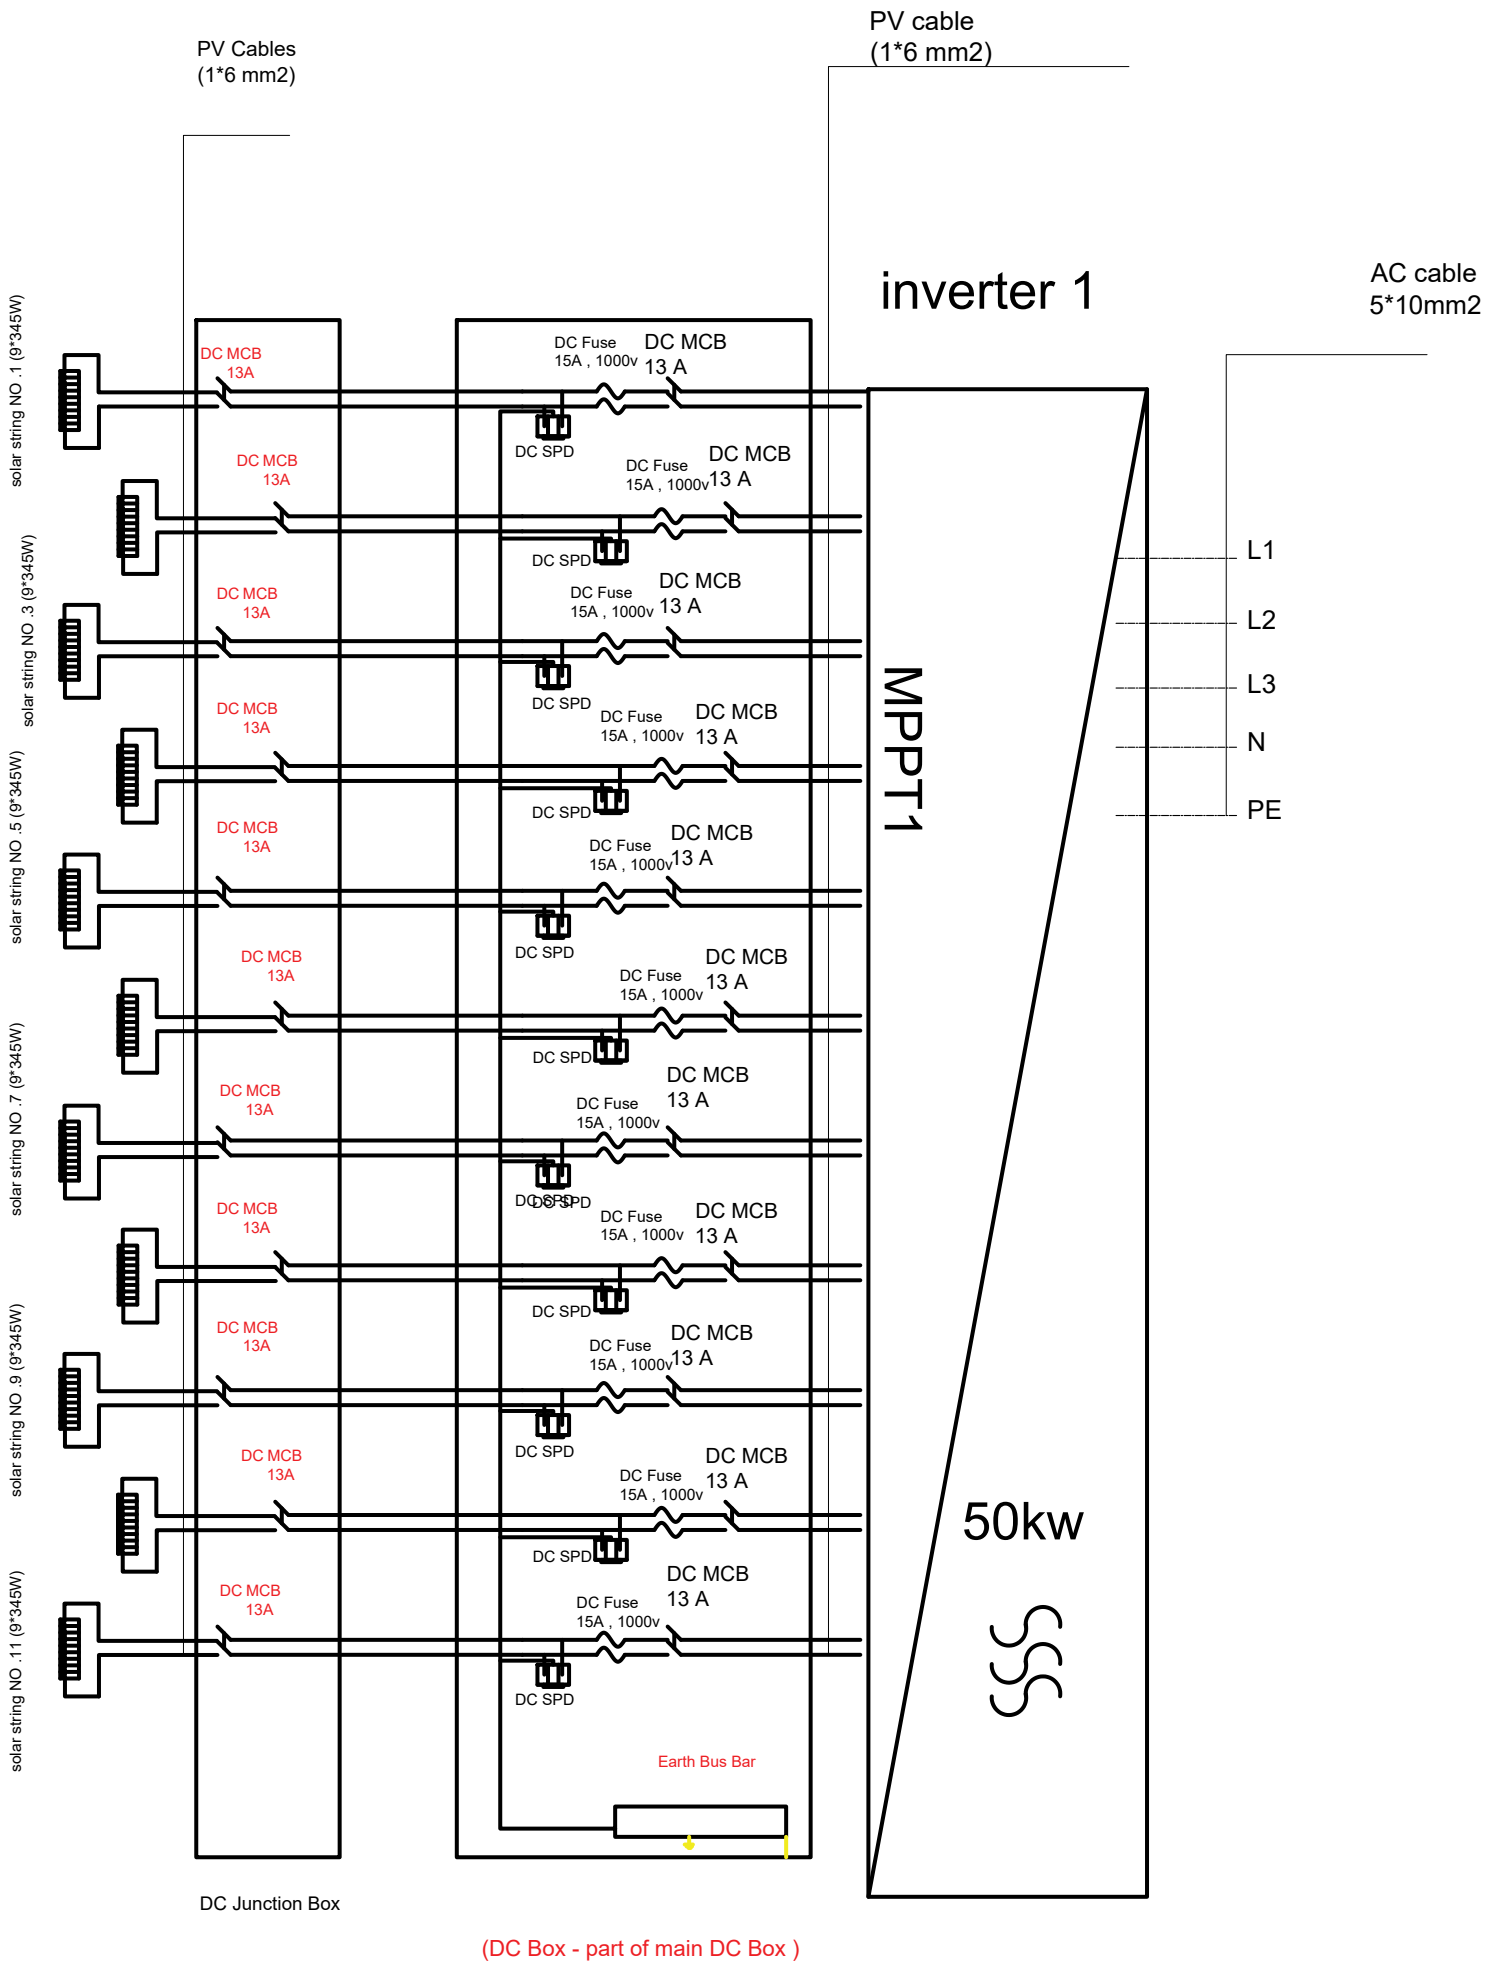 PV cable
(1*6 mm2)
PV Cables
(1*6 mm2)
inverter 1
AC cable
5*10mm2
solar string NO .1 (9*345W)
DC MCB
13A
DC Fuse
15A , 1000v
DC MCB
13 A
DC SPD
DC MCB
13A
DC Fuse
15A , 1000v
DC MCB
13 A
DC SPD
solar string NO .3 (9*345W)
DC MCB
13A
DC Fuse
15A , 1000v
DC MCB
13 A
DC SPD
DC MCB
13A
DC Fuse
15A , 1000v
DC MCB
13 A
DC SPD
solar string NO .5 (9*345W)
DC MCB
13A
DC Fuse
15A , 1000v
DC MCB
13 A
DC SPD
DC MCB
13A
DC Fuse
15A , 1000v
DC MCB
13 A
DC SPD
solar string NO .7 (9*345W)
DC MCB
13A
DC Fuse
15A , 1000v
DC MCB
13 A
DC SPD
DC SPD
DC MCB
13A
DC Fuse
15A , 1000v
DC MCB
13 A
DC SPD
solar string NO .9 (9*345W)
DC MCB
13A
DC Fuse
15A , 1000v
DC MCB
13 A
DC SPD
DC MCB
13A
DC Fuse
15A , 1000v
DC MCB
13 A
DC SPD
solar string NO .11 (9*345W)
DC MCB
13A
DC Fuse
15A , 1000v
DC MCB
13 A
DC SPD
MPPT1
L1
L2
L3
N
PE
50kw
Earth Bus Bar
DC Junction Box
(DC Box - part of main DC Box )